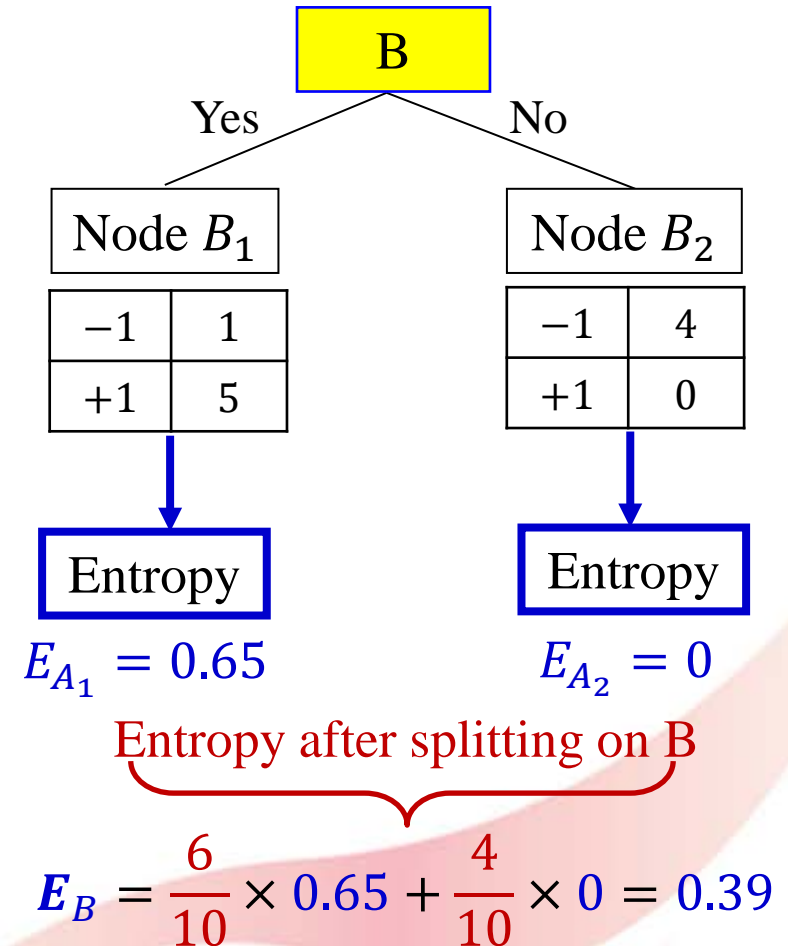 B
Yes No
Node B₁ Node B₂
−1 1 −1 4
+1 5 +1 0
Entropy Entropy
E_{A₁} = 0.65 E_{A₂} = 0
Entropy after splitting on B
E_B = 6/10 × 0.65 + 4/10 × 0 = 0.39